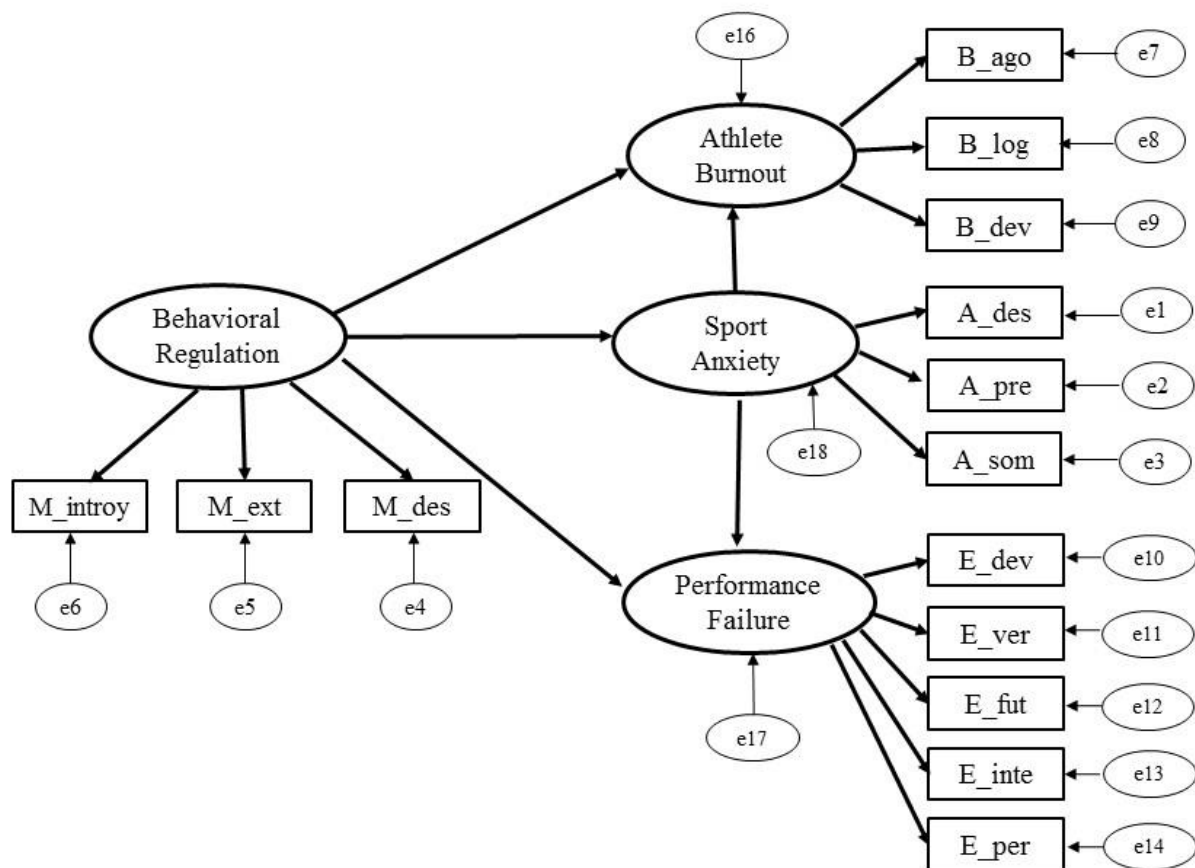 e16
B_ago
e7
Athlete
Burnout
B_log
e8
B_dev
e9
Behavioral
Regulation
Sport
Anxiety
A_des
e1
A_pre
e2
A_som
e3
e18
M_introy
M_ext
M_des
e6
e5
e4
Performance
Failure
E_dev
e10
E_ver
e11
E_fut
e12
e17
E_inte
e13
E_per
e14